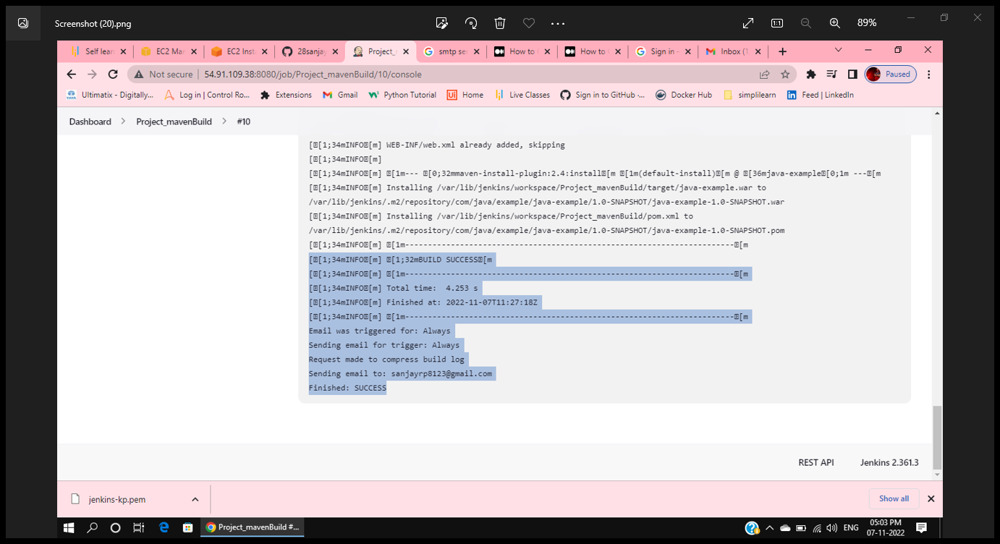 Screenshot (20).png
89%
Self lear
EC2 Mar
EC2 Inst
28sanjay
Project_
smtp se
How to
How to
Sign in -
Inbox (1
Not secure
54.91.109.38:8080/job/Project_mavenBuild/10/console
Paused
Ultimatix - Digitally...
Log in | Control Ro...
Extensions
Gmail
Python Tutorial
Home
Live Classes
Sign in to GitHub ·...
Docker Hub
simplilearn
Feed | LinkedIn
Dashboard > Project_mavenBuild > #10
[␛[1;34mINFO␛[m] WEB-INF/web.xml already added, skipping
[␛[1;34mINFO␛[m]
[␛[1;34mINFO␛[m] ␛[1m--- ␛[0;32mmaven-install-plugin:2.4:install␛[m ␛[1m(default-install)␛[m @ ␛[36mjava-example␛[0;1m ---␛[m
[␛[1;34mINFO␛[m] Installing /var/lib/jenkins/workspace/Project_mavenBuild/target/java-example.war to
/var/lib/jenkins/.m2/repository/com/java/example/java-example/1.0-SNAPSHOT/java-example-1.0-SNAPSHOT.war
[␛[1;34mINFO␛[m] Installing /var/lib/jenkins/workspace/Project_mavenBuild/pom.xml to
/var/lib/jenkins/.m2/repository/com/java/example/java-example/1.0-SNAPSHOT/java-example-1.0-SNAPSHOT.pom
[␛[1;34mINFO␛[m] ␛[1m------------------------------------------------------------------------␛[m
[␛[1;34mINFO␛[m] ␛[1;32mBUILD SUCCESS␛[m
[␛[1;34mINFO␛[m] ␛[1m------------------------------------------------------------------------␛[m
[␛[1;34mINFO␛[m] Total time:  4.253 s
[␛[1;34mINFO␛[m] Finished at: 2022-11-07T11:27:18Z
[␛[1;34mINFO␛[m] ␛[1m------------------------------------------------------------------------␛[m
Email was triggered for: Always
Sending email for trigger: Always
Request made to compress build log
Sending email to: sanjayrp8123@gmail.com
Finished: SUCCESS
REST API
Jenkins 2.361.3
jenkins-kp.pem
Show all
Project_mavenBuild #...
ENG
05:03 PM
07-11-2022